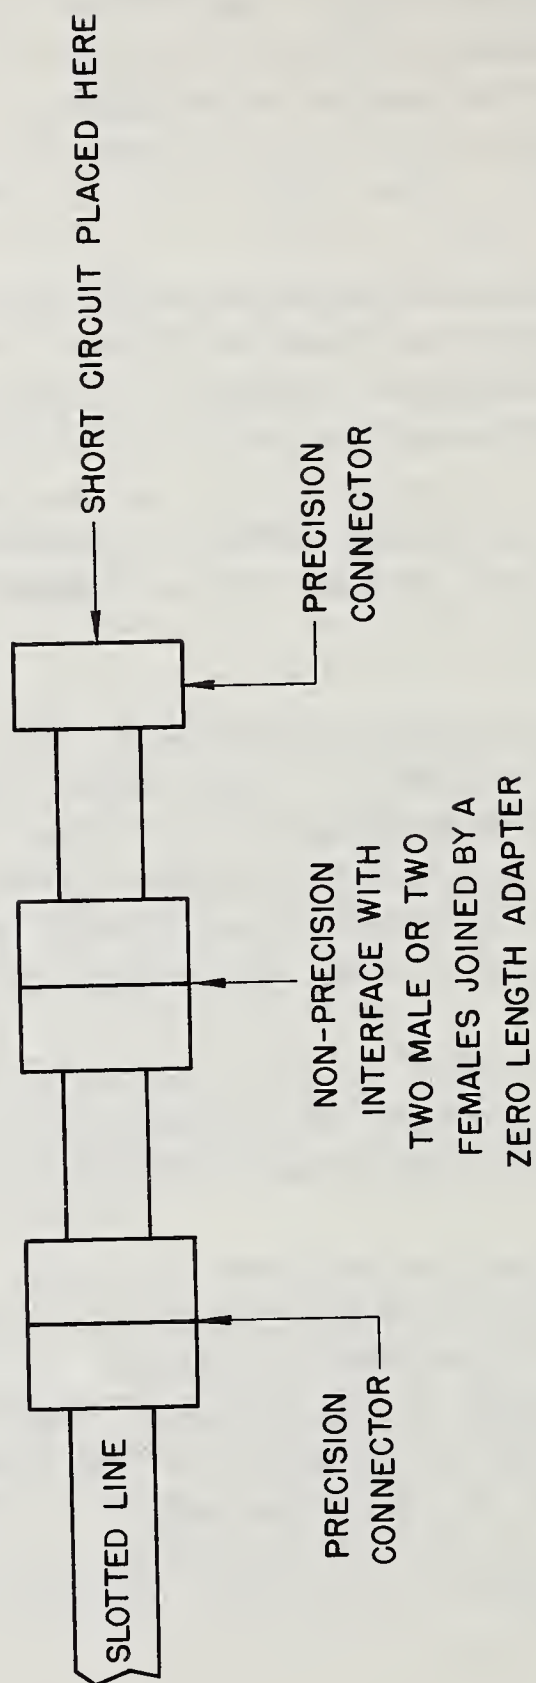 SLOTTED LINE
PRECISION
CONNECTOR
NON-PRECISION
INTERFACE WITH
TWO MALE OR TWO
FEMALES JOINED BY A
ZERO LENGTH ADAPTER
PRECISION
CONNECTOR
SHORT CIRCUIT PLACED HERE